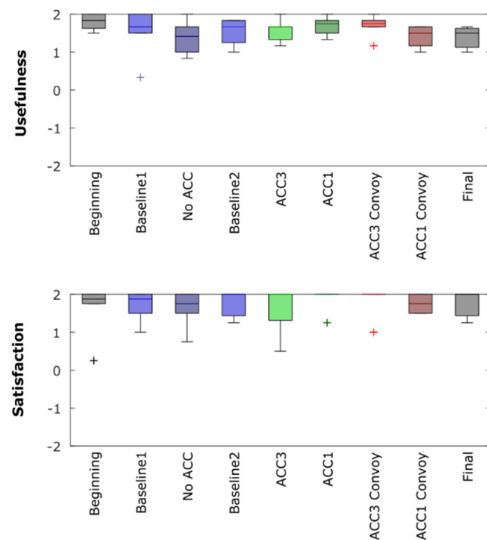 Usefulness
2
1
0
-1
-2
Beginning
Baseline1
No ACC
Baseline2
ACC3
ACC1
ACC3 Convoy
ACC1 Convoy
Final
Satisfaction
2
1
0
-1
-2
Beginning
Baseline1
No ACC
Baseline2
ACC3
ACC1
ACC3 Convoy
ACC1 Convoy
Final